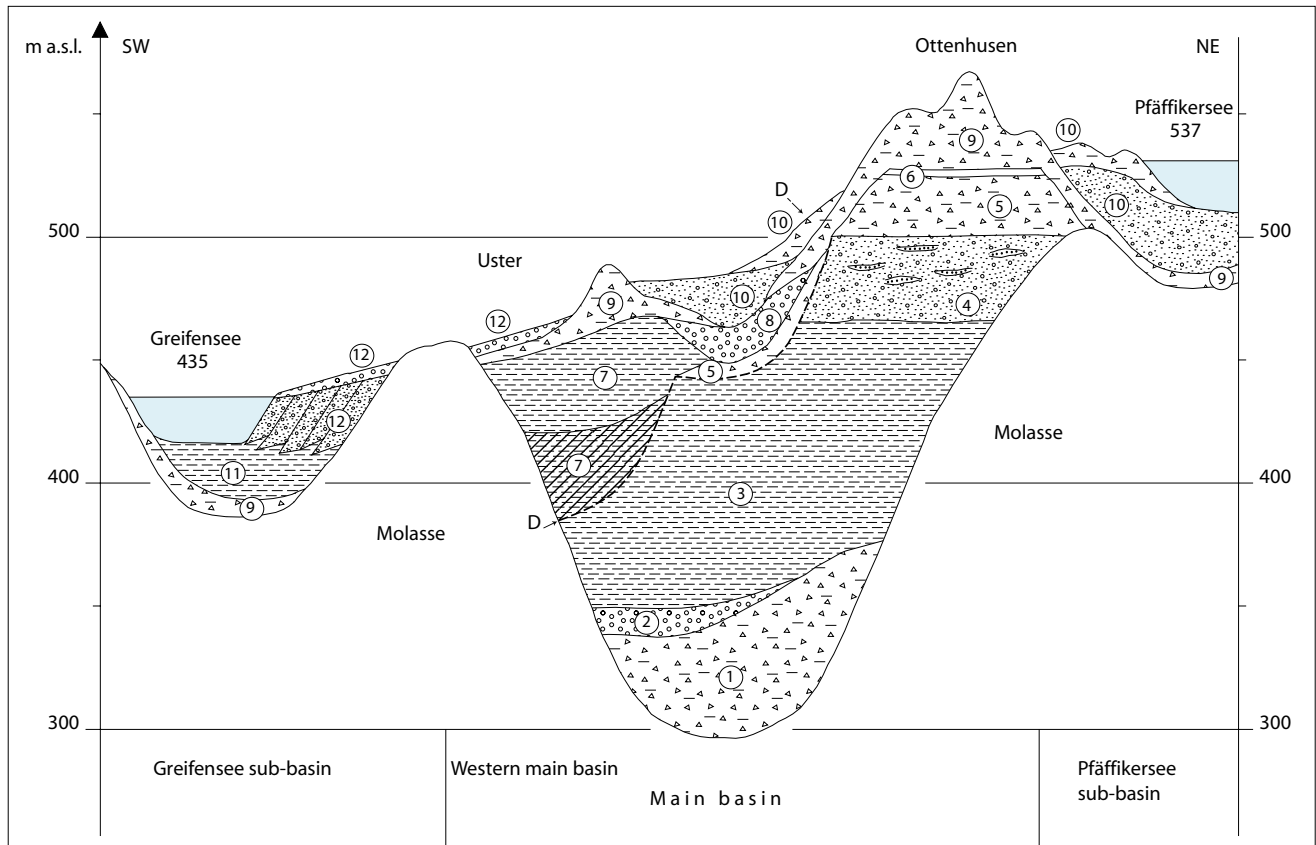 m a.s.l.
SW
Ottenhusen
NE
Pfäffikersee
537
10
9
6
D
10
5
10
500
500
Uster
10
9
9
4
12
8
Greifensee
435
12
5
7
12
Molasse
7
11
400
400
3
9
D
Molasse
2
1
300
300
Greifensee sub-basin
Western main basin
Main basin
Pfäffikersee
sub-basin